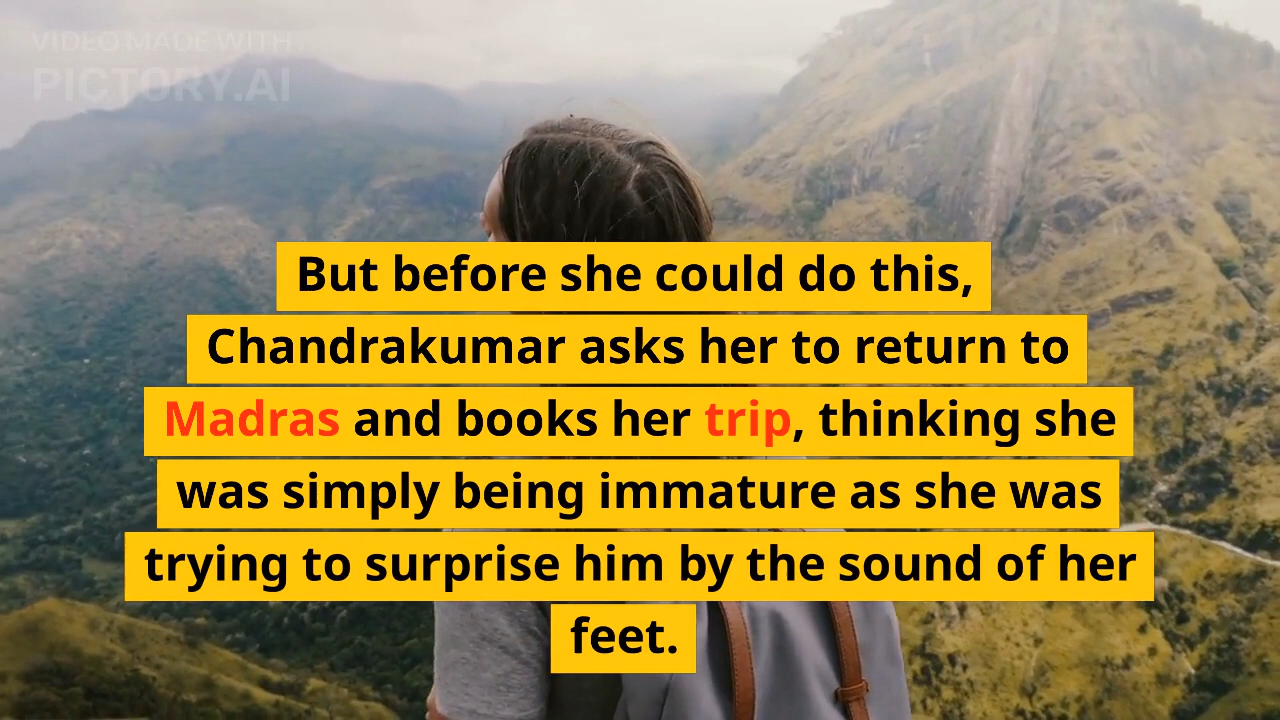 VIDEO MADE WITH
PICTORY.AI
But before she could do this,
Chandrakumar asks her to return to
Madras and books her trip, thinking she
was simply being immature as she was
trying to surprise him by the sound of her
feet.